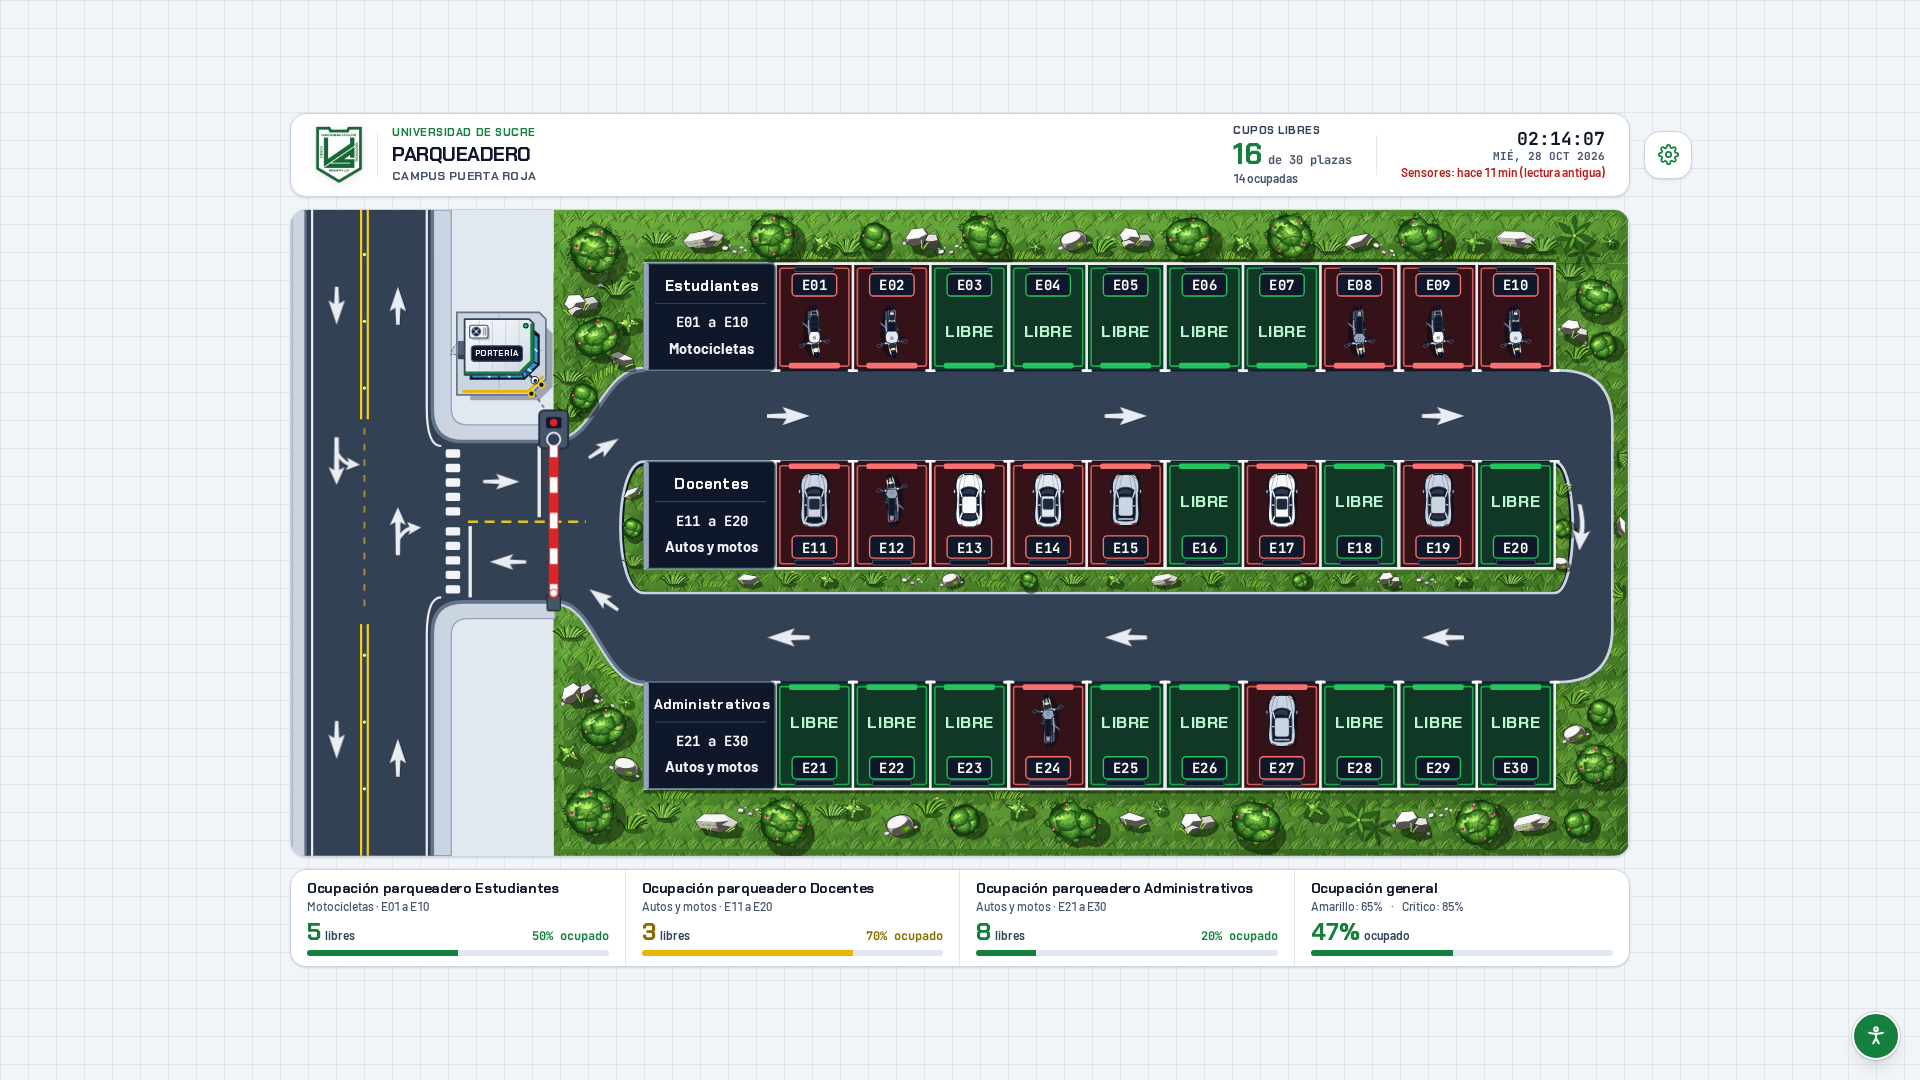 UNIVERSIDAD DE SUCRE
PARQUEADERO
CAMPUS PUERTA ROJA
CUPOS LIBRES
16 de 30 plazas
14 ocupadas
02:14:07
MIÉ, 28 OCT 2026
Sensores: hace 11 min (lectura antigua)
PORTERÍA
Estudiantes
E01 a E10
Motocicletas
E01 E02 E03 E04 E05 E06 E07 E08 E09 E10
LIBRE LIBRE LIBRE LIBRE LIBRE
Docentes
E11 a E20
Autos y motos
LIBRE LIBRE LIBRE
E11 E12 E13 E14 E15 E16 E17 E18 E19 E20
Administrativos
E21 a E30
Autos y motos
LIBRE LIBRE LIBRE LIBRE LIBRE LIBRE LIBRE LIBRE
E21 E22 E23 E24 E25 E26 E27 E28 E29 E30
Ocupación parqueadero Estudiantes
Motocicletas · E01 a E10
5 libres
50% ocupado
Ocupación parqueadero Docentes
Autos y motos · E11 a E20
3 libres
70% ocupado
Ocupación parqueadero Administrativos
Autos y motos · E21 a E30
8 libres
20% ocupado
Ocupación general
Amarillo: 65% · Crítico: 85%
47% ocupado